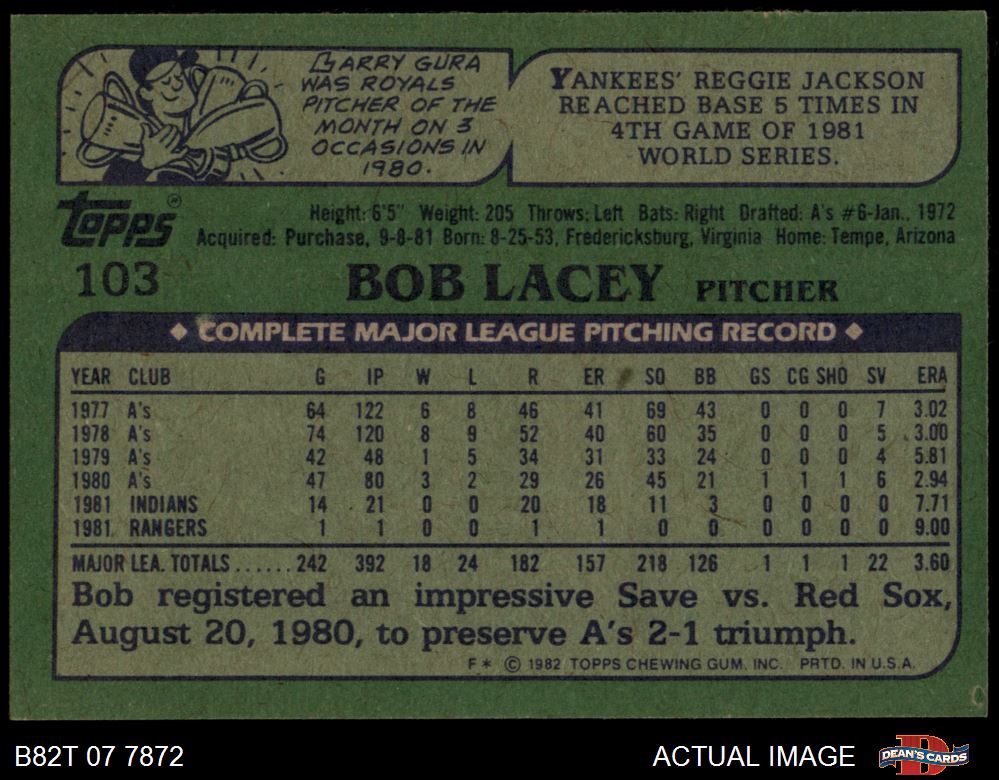 GARRY GURA
WAS ROYALS
PITCHER OF THE
MONTH ON 3
OCCASIONS IN
1980.
YANKEES' REGGIE JACKSON
REACHED BASE 5 TIMES IN
4TH GAME OF 1981
WORLD SERIES.
topps®
Height: 6'5" Weight: 205 Throws: Left Bats: Right Drafted: A's #6-Jan., 1972
Acquired: Purchase, 9-8-81 Born: 8-25-53, Fredericksburg, Virginia Home: Tempe, Arizona
103 BOB LACEY PITCHER
◆ COMPLETE MAJOR LEAGUE PITCHING RECORD ◆
YEAR CLUB G IP W L R ER SO BB GS CG SHO SV ERA
1977 A's 64 122 6 8 46 41 69 43 0 0 0 7 3.02
1978 A's 74 120 8 9 52 40 60 35 0 0 0 5 3.00
1979 A's 42 48 1 5 34 31 33 24 0 0 0 4 5.81
1980 A's 47 80 3 2 29 26 45 21 1 1 1 6 2.94
1981 INDIANS 14 21 0 0 20 18 11 3 0 0 0 0 7.71
1981 RANGERS 1 1 0 0 1 1 0 0 0 0 0 0 9.00
MAJOR LEA. TOTALS......242 392 18 24 182 157 218 126 1 1 1 22 3.60
Bob registered an impressive Save vs. Red Sox,
August 20, 1980, to preserve A's 2-1 triumph.
F* © 1982 TOPPS CHEWING GUM, INC. PRTD. IN U.S.A.
B82T 07 7872 ACTUAL IMAGE DEAN'S CARDS